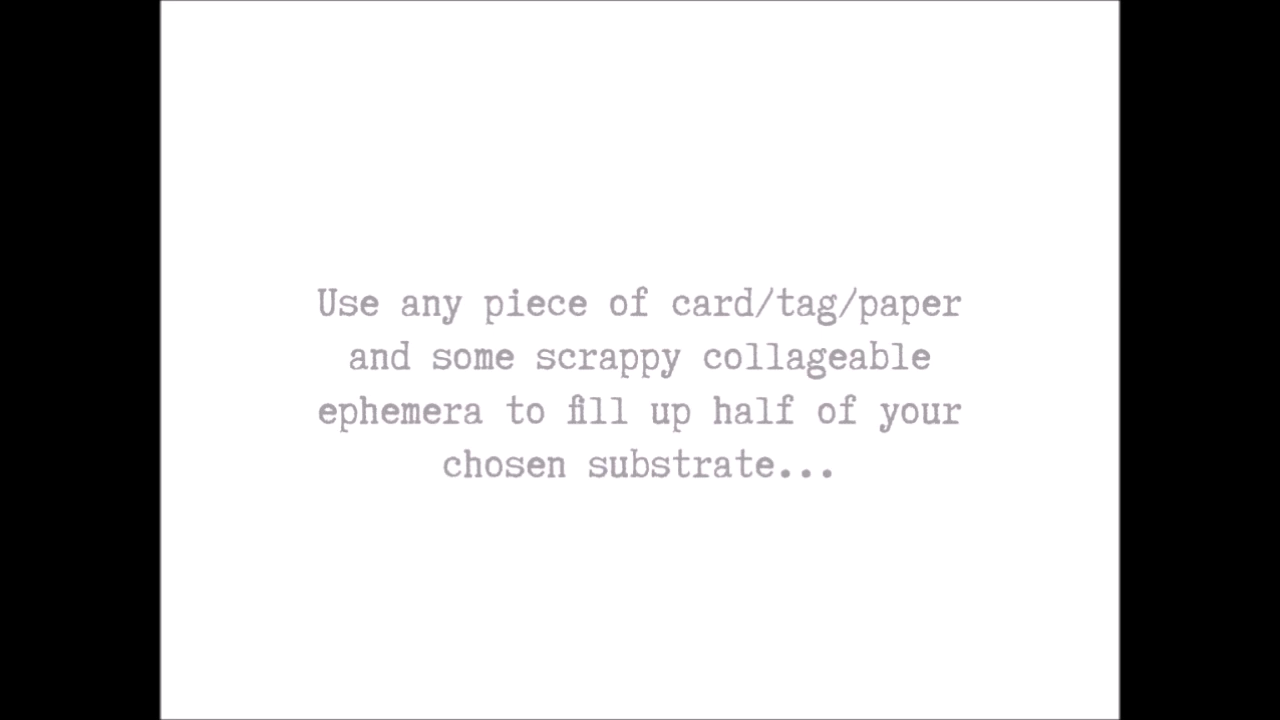 Use any piece of card/tag/paper
and some scrappy collageable
ephemera to fill up half of your
chosen substrate...